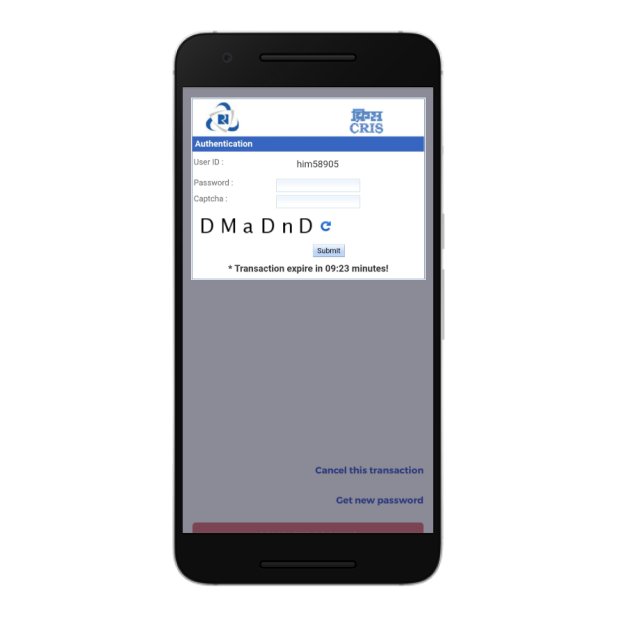 क्रिस
CRIS
Authentication
User ID : him58905
Password :
Captcha :
D M a D n D
Submit
* Transaction expire in 09:23 minutes!
Cancel this transaction
Get new password